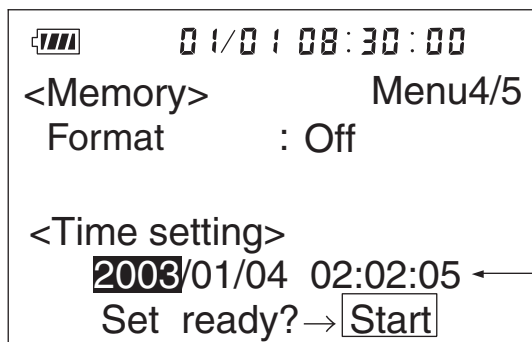 01/01 08:30:00
<Memory> Menu4/5
Format : Off
<Time setting>
2003/01/04 02:02:05 ←
Set ready?→ Start